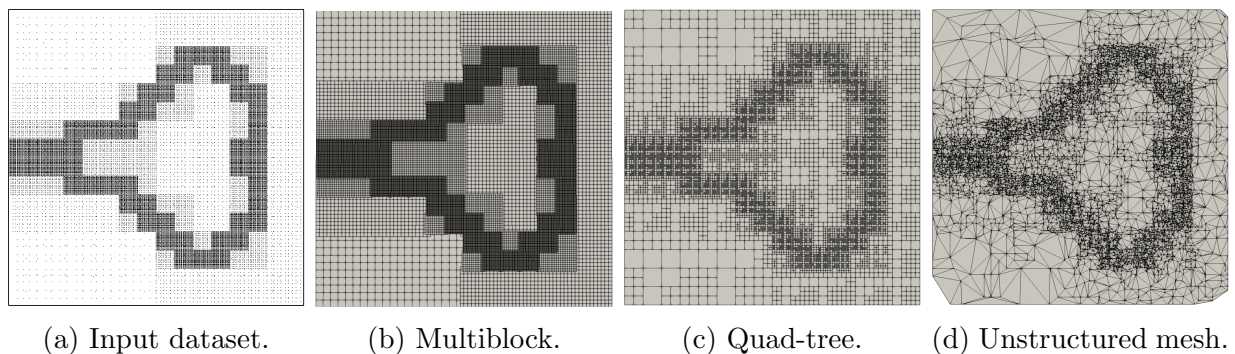 (a) Input dataset.
(b) Multiblock.
(c) Quad-tree.
(d) Unstructured mesh.